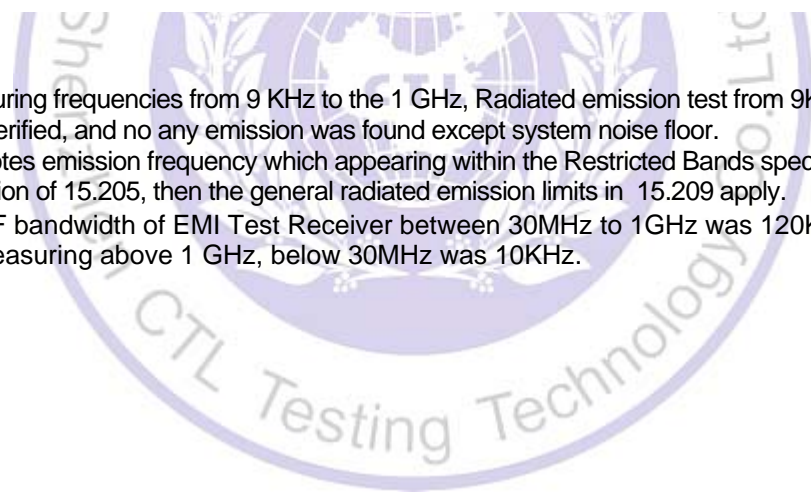 uring frequencies from 9 KHz to the 1 GHz, Radiated emission test from 9K
erified, and no any emission was found except system noise floor.
otes emission frequency which appearing within the Restricted Bands spec
ion of 15.205, then the general radiated emission limits in 15.209 apply.
F bandwidth of EMI Test Receiver between 30MHz to 1GHz was 120K
easuring above 1 GHz, below 30MHz was 10KHz.
Shenzhen CTL Testing Technology Co.Ltd